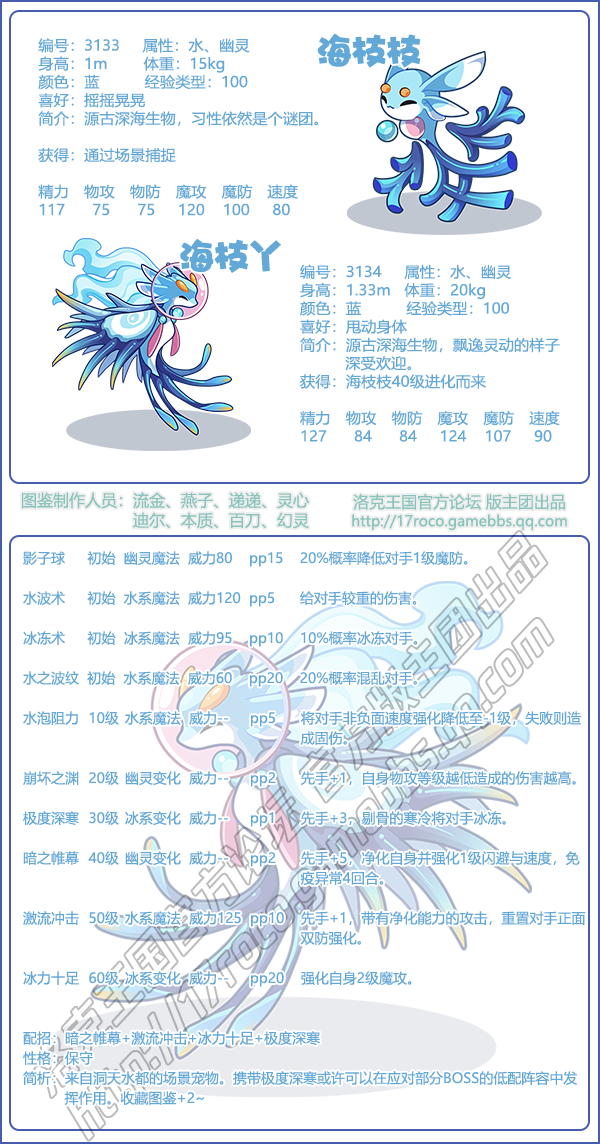 海枝枝
编号：3133 属性：水、幽灵
身高：1m 体重：15kg
颜色：蓝 经验类型：100
喜好：摇摇晃晃
简介：源古深海生物，习性依然是个谜团。
获得：通过场景捕捉
精力 物攻 物防 魔攻 魔防 速度
117 75 75 120 100 80
海枝丫
编号：3134 属性：水、幽灵
身高：1.33m 体重：20kg
颜色：蓝 经验类型：100
喜好：甩动身体
简介：源古深海生物，飘逸灵动的样子
深受欢迎。
获得：海枝枝40级进化而来
精力 物攻 物防 魔攻 魔防 速度
127 84 84 124 107 90
图鉴制作人员：流金、燕子、递递、灵心
迪尔、本质、百刀、幻灵
洛克王国官方论坛 版主团出品
http://17roco.gamebbs.qq.com
影子球 初始 幽灵魔法 威力80 pp15 20%概率降低对手1级魔防。
水波术 初始 水系魔法 威力120 pp5 给对手较重的伤害。
冰冻术 初始 冰系魔法 威力95 pp10 10%概率冰冻对手。
水之波纹 初始 水系魔法 威力60 pp20 20%概率混乱对手。
水泡阻力 10级 水系魔法 威力-- pp5 将对手非负面速度强化降低至-1级，失败则造
成固伤。
崩坏之渊 20级 幽灵变化 威力-- pp2 先手+1，自身物攻等级越低造成的伤害越高。
极度深寒 30级 冰系变化 威力-- pp1 先手+3，剔骨的寒冷将对手冰冻。
暗之帷幕 40级 幽灵变化 威力-- pp2 先手+5，净化自身并强化1级闪避与速度，免
疫异常4回合。
激流冲击 50级 水系魔法 威力125 pp10 先手+1，带有净化能力的攻击，重置对手正面
双防强化。
冰力十足 60级 冰系变化 威力-- pp20 强化自身2级魔攻。
配招：暗之帷幕+激流冲击+冰力十足+极度深寒
性格：保守
简析：来自洞天水都的场景宠物。携带极度深寒或许可以在应对部分BOSS的低配阵容中发
挥作用。收藏图鉴+2~
洛克王国官方论坛 官方版主团出品
http://17roco.gamebbs.qq.com